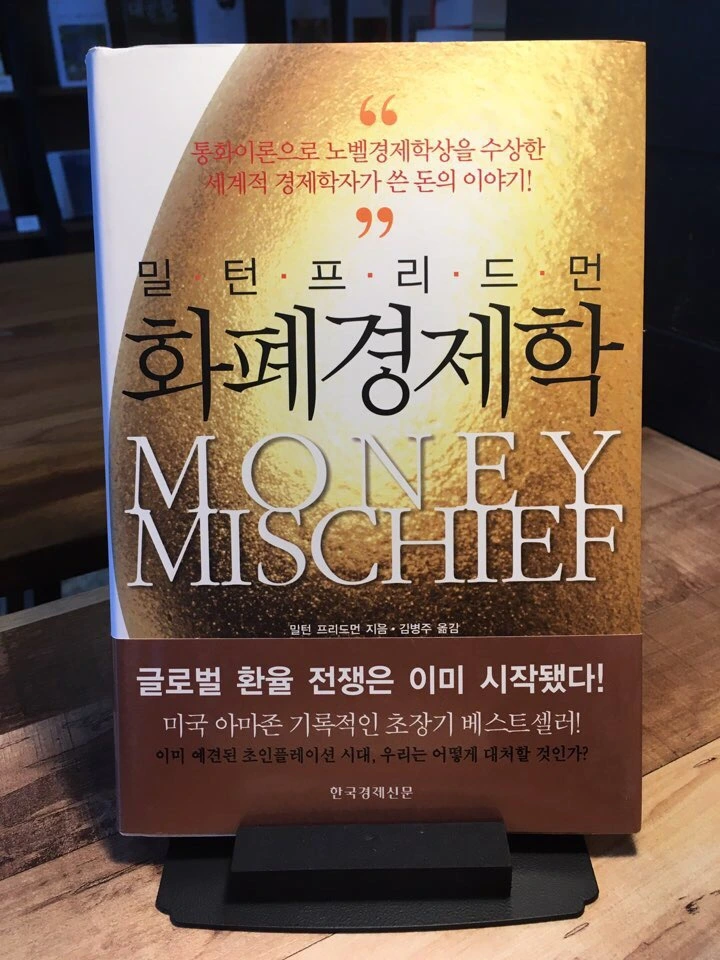 “
통화이론으로 노벨경제학상을 수상한
세계적 경제학자가 쓴 돈의 이야기!
”
밀·턴·프·리·드·먼
화폐경제학
MONEY
MISCHIEF
밀턴 프리드먼 지음·김병주 옮김
글로벌 환율 전쟁은 이미 시작됐다!
미국 아마존 기록적인 초장기 베스트셀러!
이미 예견된 초인플레이션 시대, 우리는 어떻게 대처할 것인가?
한국경제신문